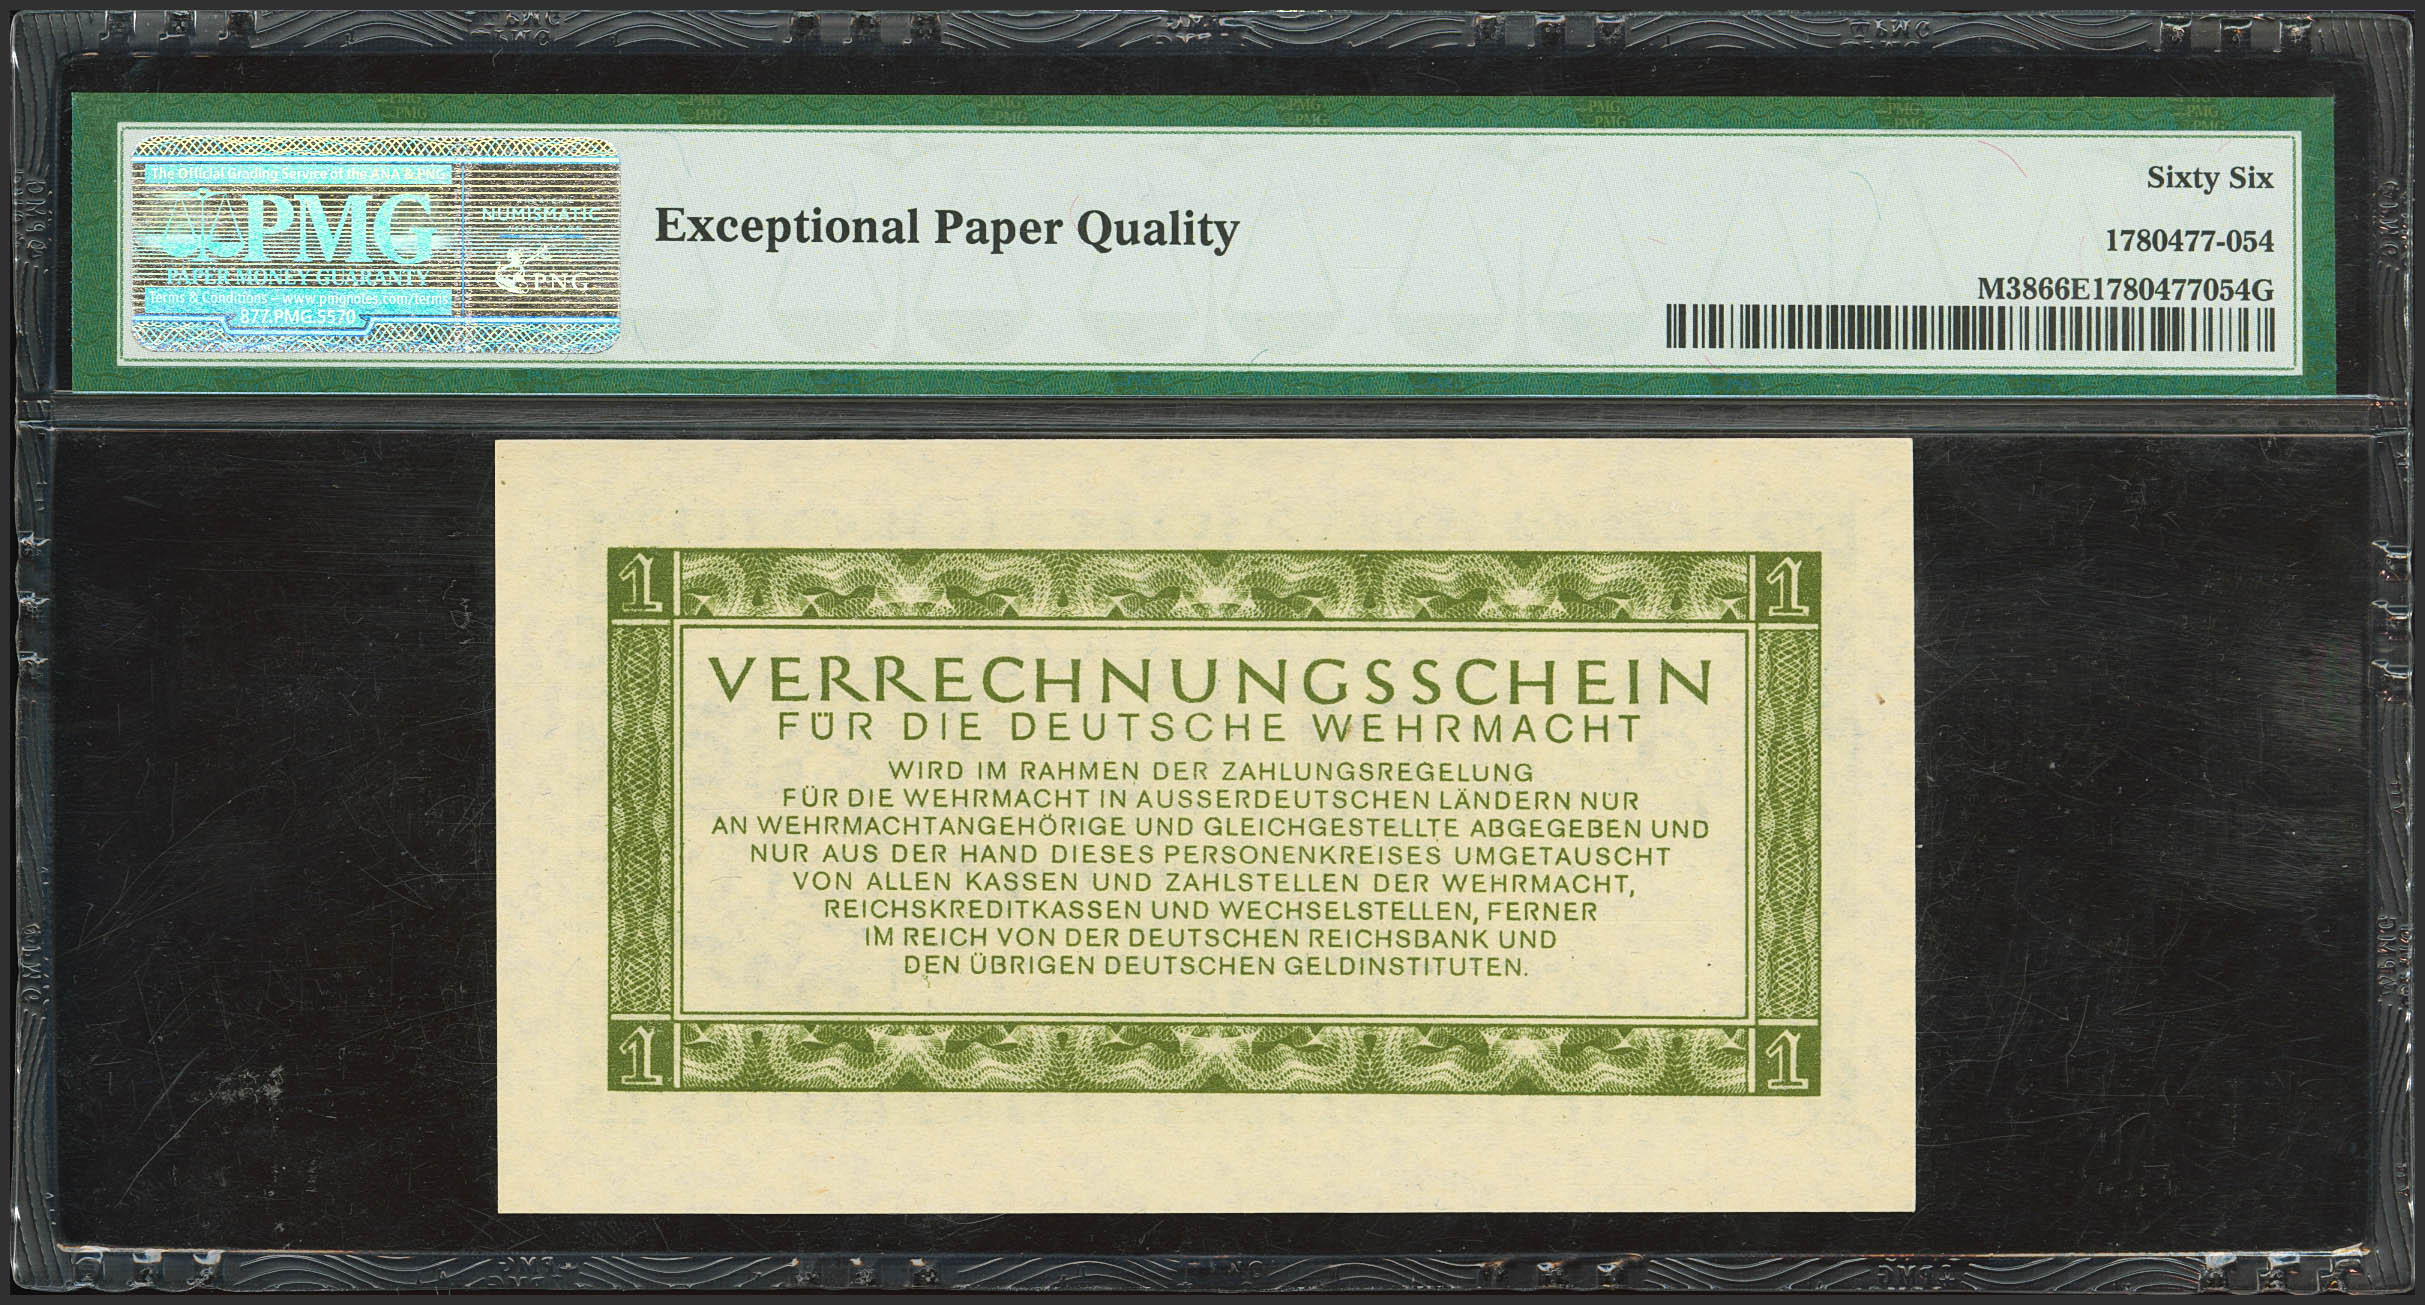 The Official Grading Service of the ANA & PNG
PMG
PAPER MONEY GUARANTY
Terms & Conditions – www.pmgnotes.com/terms
877.PMG.5570
NUMISMATIC
PNG
Exceptional Paper Quality
Sixty Six
1780477-054
M3866E1780477054G
1 1
VERRECHNUNGSSCHEIN
FÜR DIE DEUTSCHE WEHRMACHT
WIRD IM RAHMEN DER ZAHLUNGSREGELUNG
FÜR DIE WEHRMACHT IN AUSSERDEUTSCHEN LÄNDERN NUR
AN WEHRMACHTANGEHÖRIGE UND GLEICHGESTELLTE ABGEGEBEN UND
NUR AUS DER HAND DIESES PERSONENKREISES UMGETAUSCHT
VON ALLEN KASSEN UND ZAHLSTELLEN DER WEHRMACHT,
REICHSKREDITKASSEN UND WECHSELSTELLEN, FERNER
IM REICH VON DER DEUTSCHEN REICHSBANK UND
DEN ÜBRIGEN DEUTSCHEN GELDINSTITUTEN.
1 1